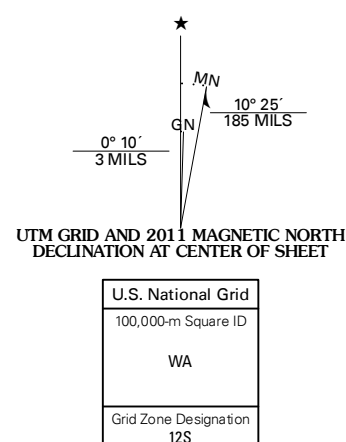 ★
MN
GN
10° 25´
185 MILS
0° 10´
3 MILS
UTM GRID AND 2011 MAGNETIC NORTH
DECLINATION AT CENTER OF SHEET
U.S. National Grid
100,000-m Square ID
WA
Grid Zone Designation
12S